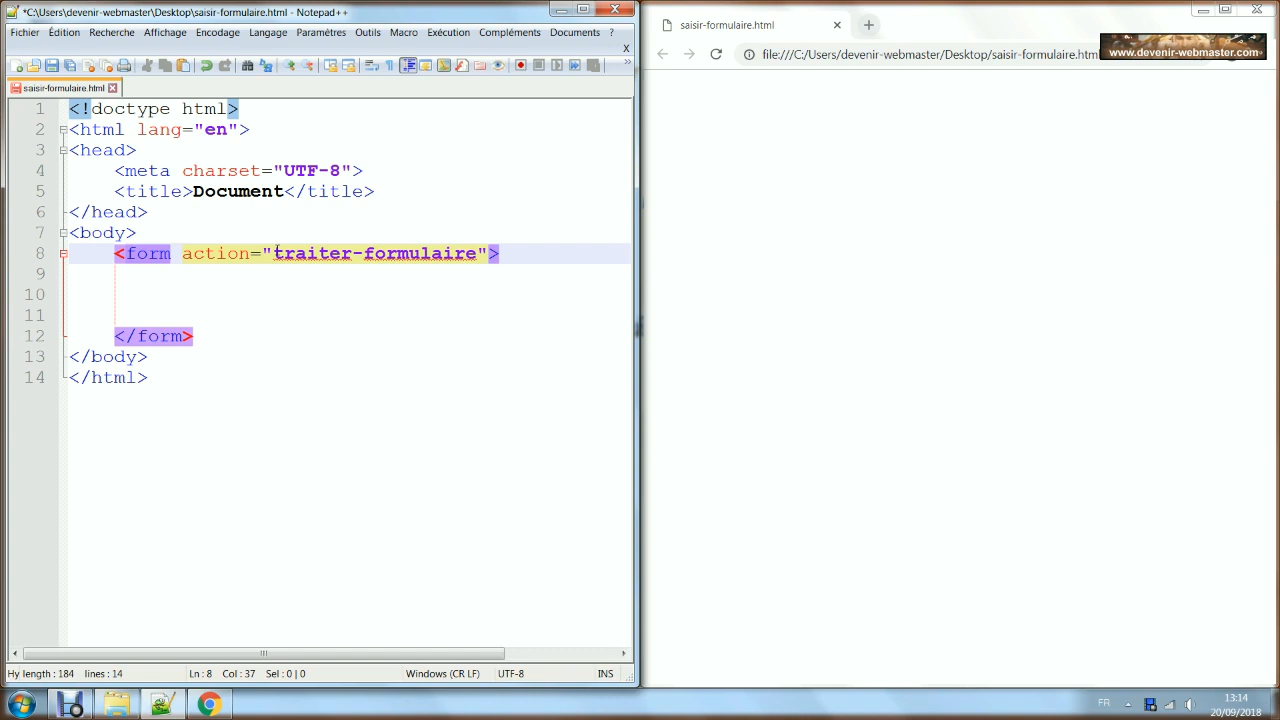 *C:\Users\devenir-webmaster\Desktop\saisir-formulaire.html - Notepad++
Fichier Édition Recherche Affichage Encodage Langage Paramètres Outils Macro Exécution Compléments Documents ?
X
saisir-formulaire.html
1 <!doctype html>
2 <html lang="en">
3 <head>
4 <meta charset="UTF-8">
5 <title>Document</title>
6 </head>
7 <body>
8 <form action="traiter-formulaire">
9
10
11
12 </form>
13 </body>
14 </html>
Hy length : 184 lines : 14 Ln : 8 Col : 37 Sel : 0 | 0 Windows (CR LF) UTF-8 INS
saisir-formulaire.html
file:///C:/Users/devenir-webmaster/Desktop/saisir-formulaire.html
www.devenir-webmaster.com
FR
13:14
20/09/2018